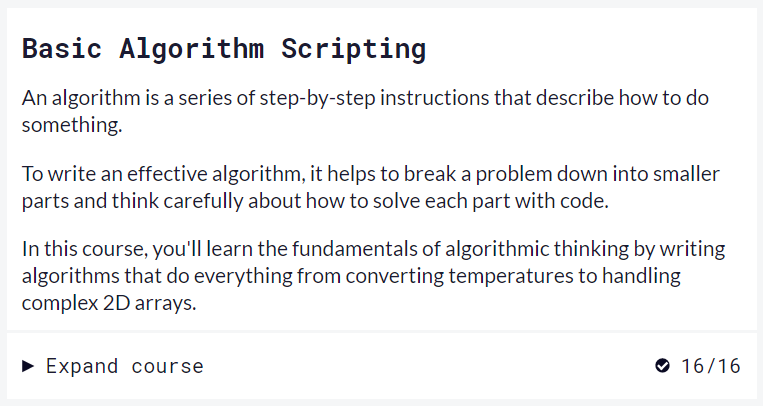 Basic Algorithm Scripting
An algorithm is a series of step-by-step instructions that describe how to do
something.
To write an effective algorithm, it helps to break a problem down into smaller
parts and think carefully about how to solve each part with code.
In this course, you'll learn the fundamentals of algorithmic thinking by writing
algorithms that do everything from converting temperatures to handling
complex 2D arrays.
Expand course 16/16